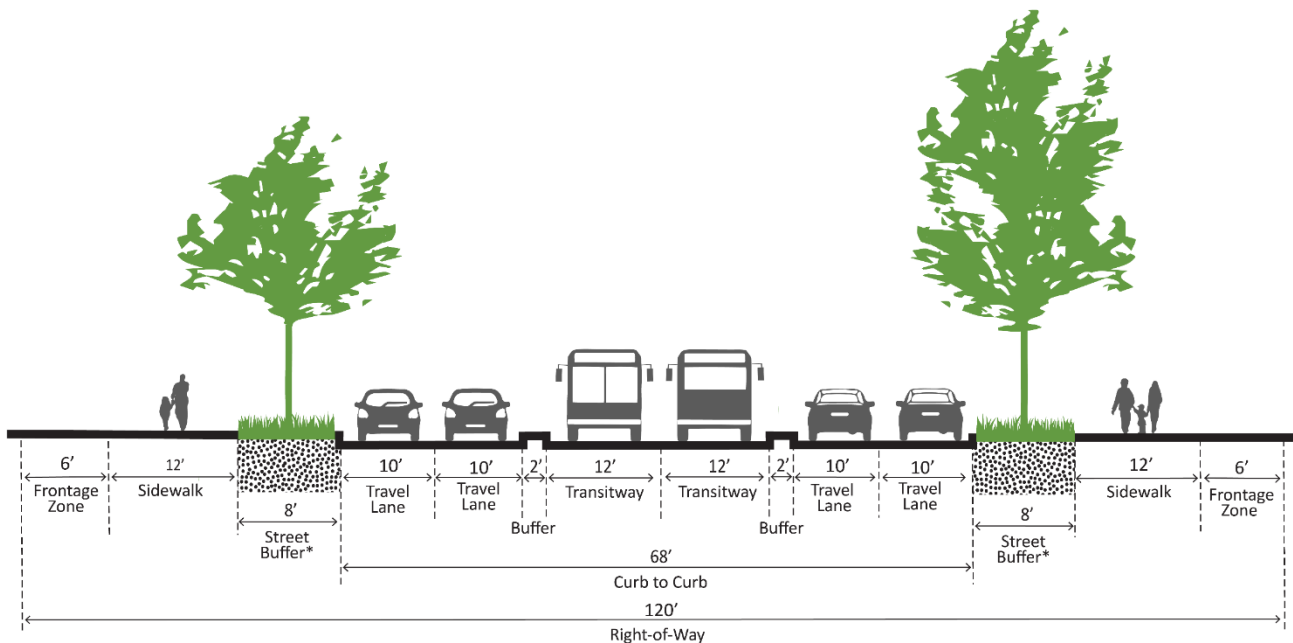 6’ 12’ 10’ 10’ 2’ 12’ 12’ 2’ 10’ 10’ 12’ 6’
Frontage
Zone
Sidewalk
Travel
Lane
Travel
Lane
Transitway
Transitway
Travel
Lane
Travel
Lane
Sidewalk
Frontage
Zone
8’
Street
Buffer*
Buffer
Buffer
8’
Street
Buffer*
68’
Curb to Curb
120’
Right-of-Way